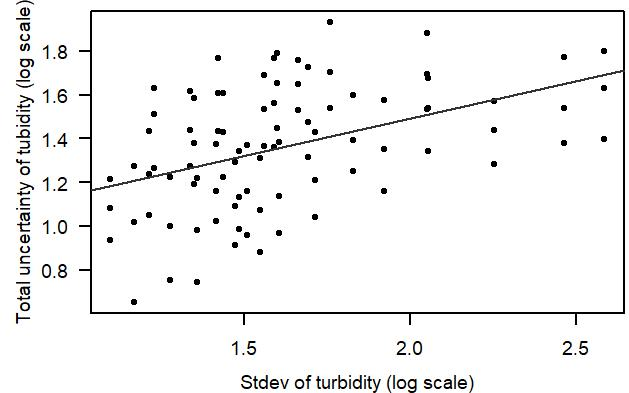 Total uncertainty of tubidity (log scale)
1.8
1.6
1.4
1.2
1.0
0.8
1.5 2.0 2.5
Stdev of turbidity (log scale)